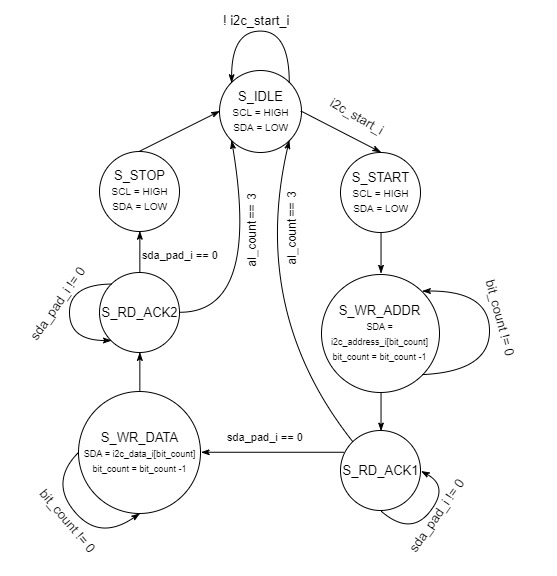 ! i2c_start_i
S_IDLE
SCL = HIGH
SDA = LOW
i2c_start_i
S_STOP
SCL = HIGH
SDA = LOW
S_START
SCL = HIGH
SDA = LOW
al_count == 3
al_count == 3
sda_pad_i == 0
sda_pad_i != 0
S_RD_ACK2
S_WR_ADDR
SDA =
i2c_address_i[bit_count]
bit_count = bit_count -1
bit_count != 0
S_WR_DATA
SDA = i2c_data_i[bit_count]
bit_count = bit_count -1
sda_pad_i == 0
S_RD_ACK1
bit_count != 0
sda_pad_i != 0